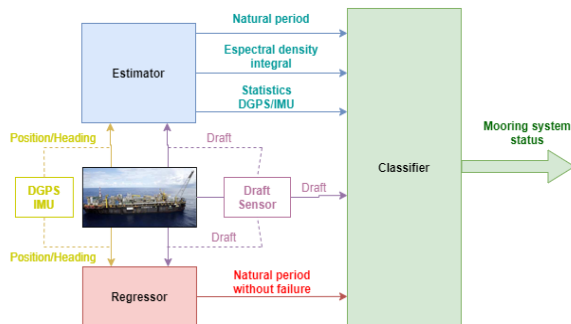 Natural period
Estimator
Espectral density
integral
Statistics
DGPS/IMU
Position/Heading
Draft
Mooring system
status
Classifier
DGPS
IMU
Draft
Sensor
Draft
Draft
Position/Heading
Regressor
Natural period
without failure